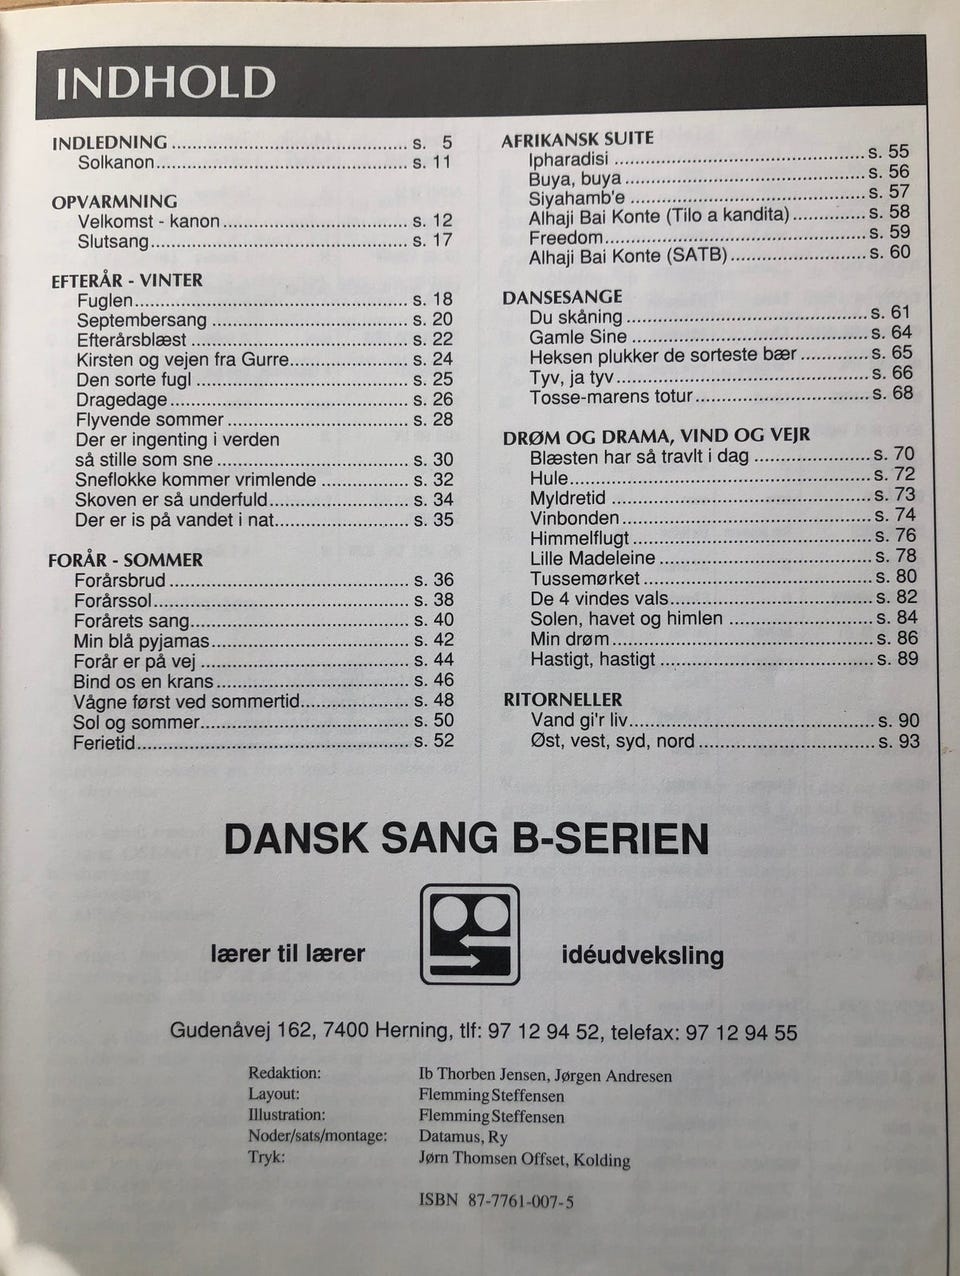 INDHOLD
INDLEDNING ........................................ s. 5
Solkanon........................................... s. 11
OPVARMNING
Velkomst - kanon ................................ s. 12
Slutsang............................................ s. 17
EFTERÅR - VINTER
Fuglen............................................... s. 18
Septembersang .................................. s. 20
Efterårsblæst ..................................... s. 22
Kirsten og vejen fra Gurre..................... s. 24
Den sorte fugl .................................... s. 25
Dragedage......................................... s. 26
Flyvende sommer ............................... s. 28
Der er ingenting i verden
så stille som sne ................................. s. 30
Sneflokke kommer vrimlende ............... s. 32
Skoven er så underfuld........................ s. 34
Der er is på vandet i nat....................... s. 35
FORÅR - SOMMER
Forårsbrud ......................................... s. 36
Forårssol............................................ s. 38
Forårets sang..................................... s. 40
Min blå pyjamas.................................. s. 42
Forår er på vej .................................... s. 44
Bind os en krans ................................. s. 46
Vågne først ved sommertid................... s. 48
Sol og sommer.................................... s. 50
Ferietid............................................... s. 52
AFRIKANSK SUITE
Ipharadisi ........................................... s. 55
Buya, buya ......................................... s. 56
Siyahamb'e ........................................ s. 57
Alhaji Bai Konte (Tilo a kandita)............. s. 58
Freedom............................................. s. 59
Alhaji Bai Konte (SATB)........................ s. 60
DANSESANGE
Du skåning ......................................... s. 61
Gamle Sine ........................................ s. 64
Heksen plukker de sorteste bær ............ s. 65
Tyv, ja tyv........................................... s. 66
Tosse-marens totur.............................. s. 68
DRØM OG DRAMA, VIND OG VEJR
Blæsten har så travlt i dag .................... s. 70
Hule................................................... s. 72
Myldretid ............................................ s. 73
Vinbonden .......................................... s. 74
Himmelflugt ........................................ s. 76
Lille Madeleine .................................... s. 78
Tussemørket ....................................... s. 80
De 4 vindes vals.................................. s. 82
Solen, havet og himlen ........................ s. 84
Min drøm............................................ s. 86
Hastigt, hastigt .................................... s. 89
RITORNELLER
Vand gi'r liv......................................... s. 90
Øst, vest, syd, nord ............................. s. 93
DANSK SANG B-SERIEN
lærer til lærer idéudveksling
Gudenåvej 162, 7400 Herning, tlf: 97 12 94 52, telefax: 97 12 94 55
Redaktion: Ib Thorben Jensen, Jørgen Andresen
Layout: Flemming Steffensen
Illustration: Flemming Steffensen
Noder/sats/montage: Datamus, Ry
Tryk: Jørn Thomsen Offset, Kolding
ISBN 87-7761-007-5